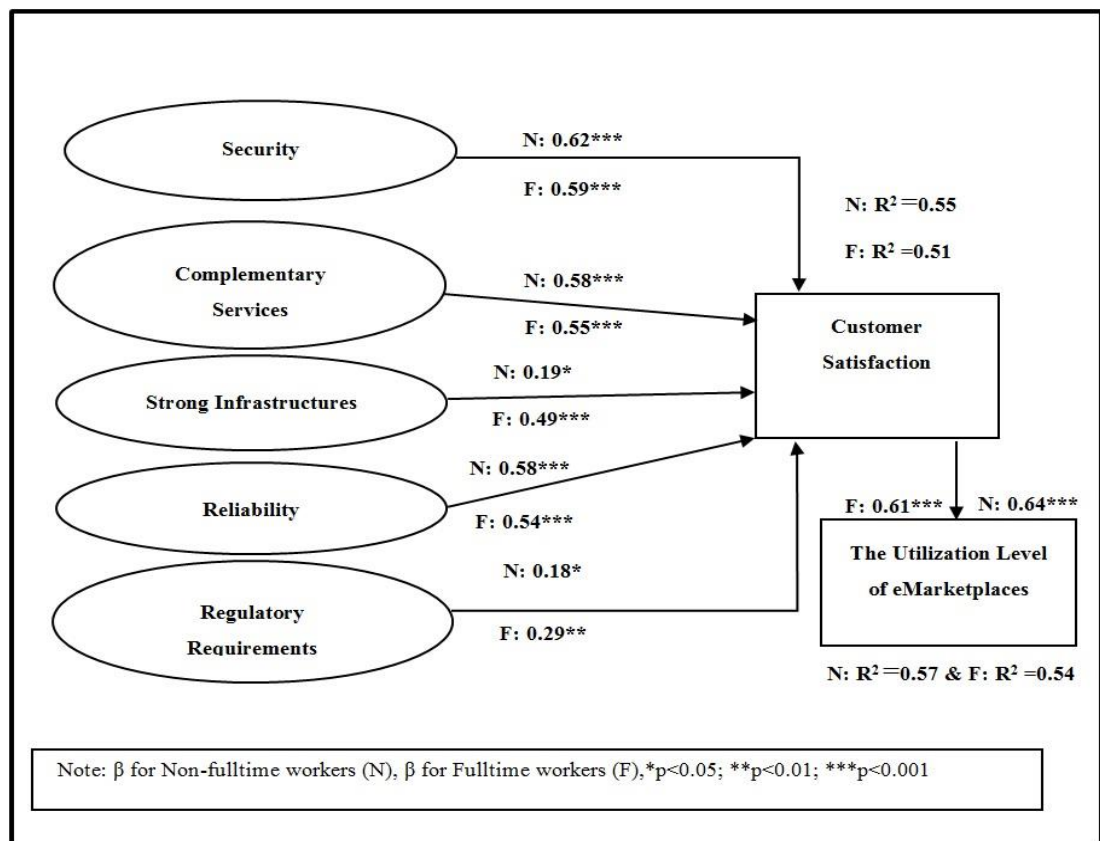 Security
N: 0.62***
F: 0.59***
N: R² =0.55
F: R² =0.51
Complementary
Services
N: 0.58***
F: 0.55***
Customer
Satisfaction
Strong Infrastructures
N: 0.19*
F: 0.49***
Reliability
N: 0.58***
F: 0.54***
F: 0.61***
N: 0.64***
The Utilization Level
of eMarketplaces
Regulatory
Requirements
N: 0.18*
F: 0.29**
N: R² =0.57 & F: R² =0.54
Note: β for Non-fulltime workers (N), β for Fulltime workers (F),*p<0.05; **p<0.01; ***p<0.001